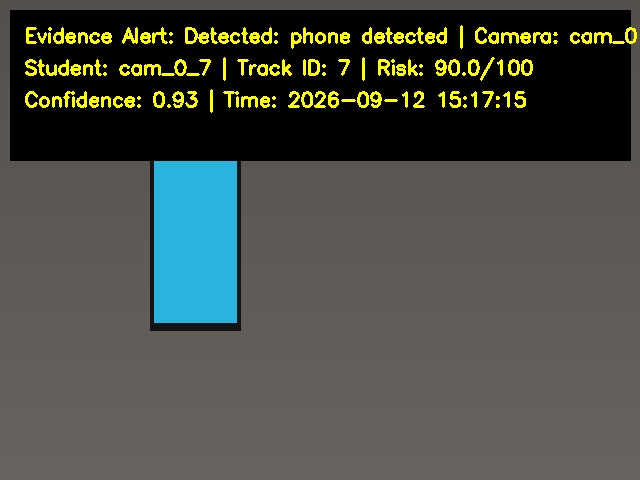 Evidence Alert: Detected: phone detected | Camera: cam_0
Student: cam_0_7 | Track ID: 7 | Risk: 90.0/100
Confidence: 0.93 | Time: 2026-09-12 15:17:15